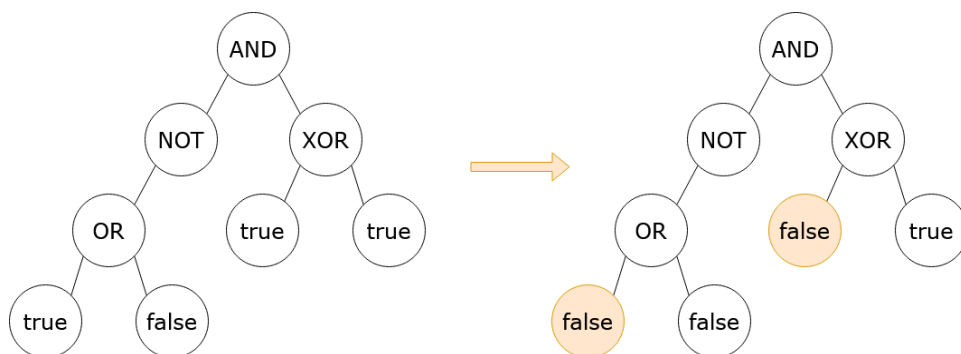 AND
NOT XOR
OR true true
true false
AND
NOT XOR
OR false true
false false